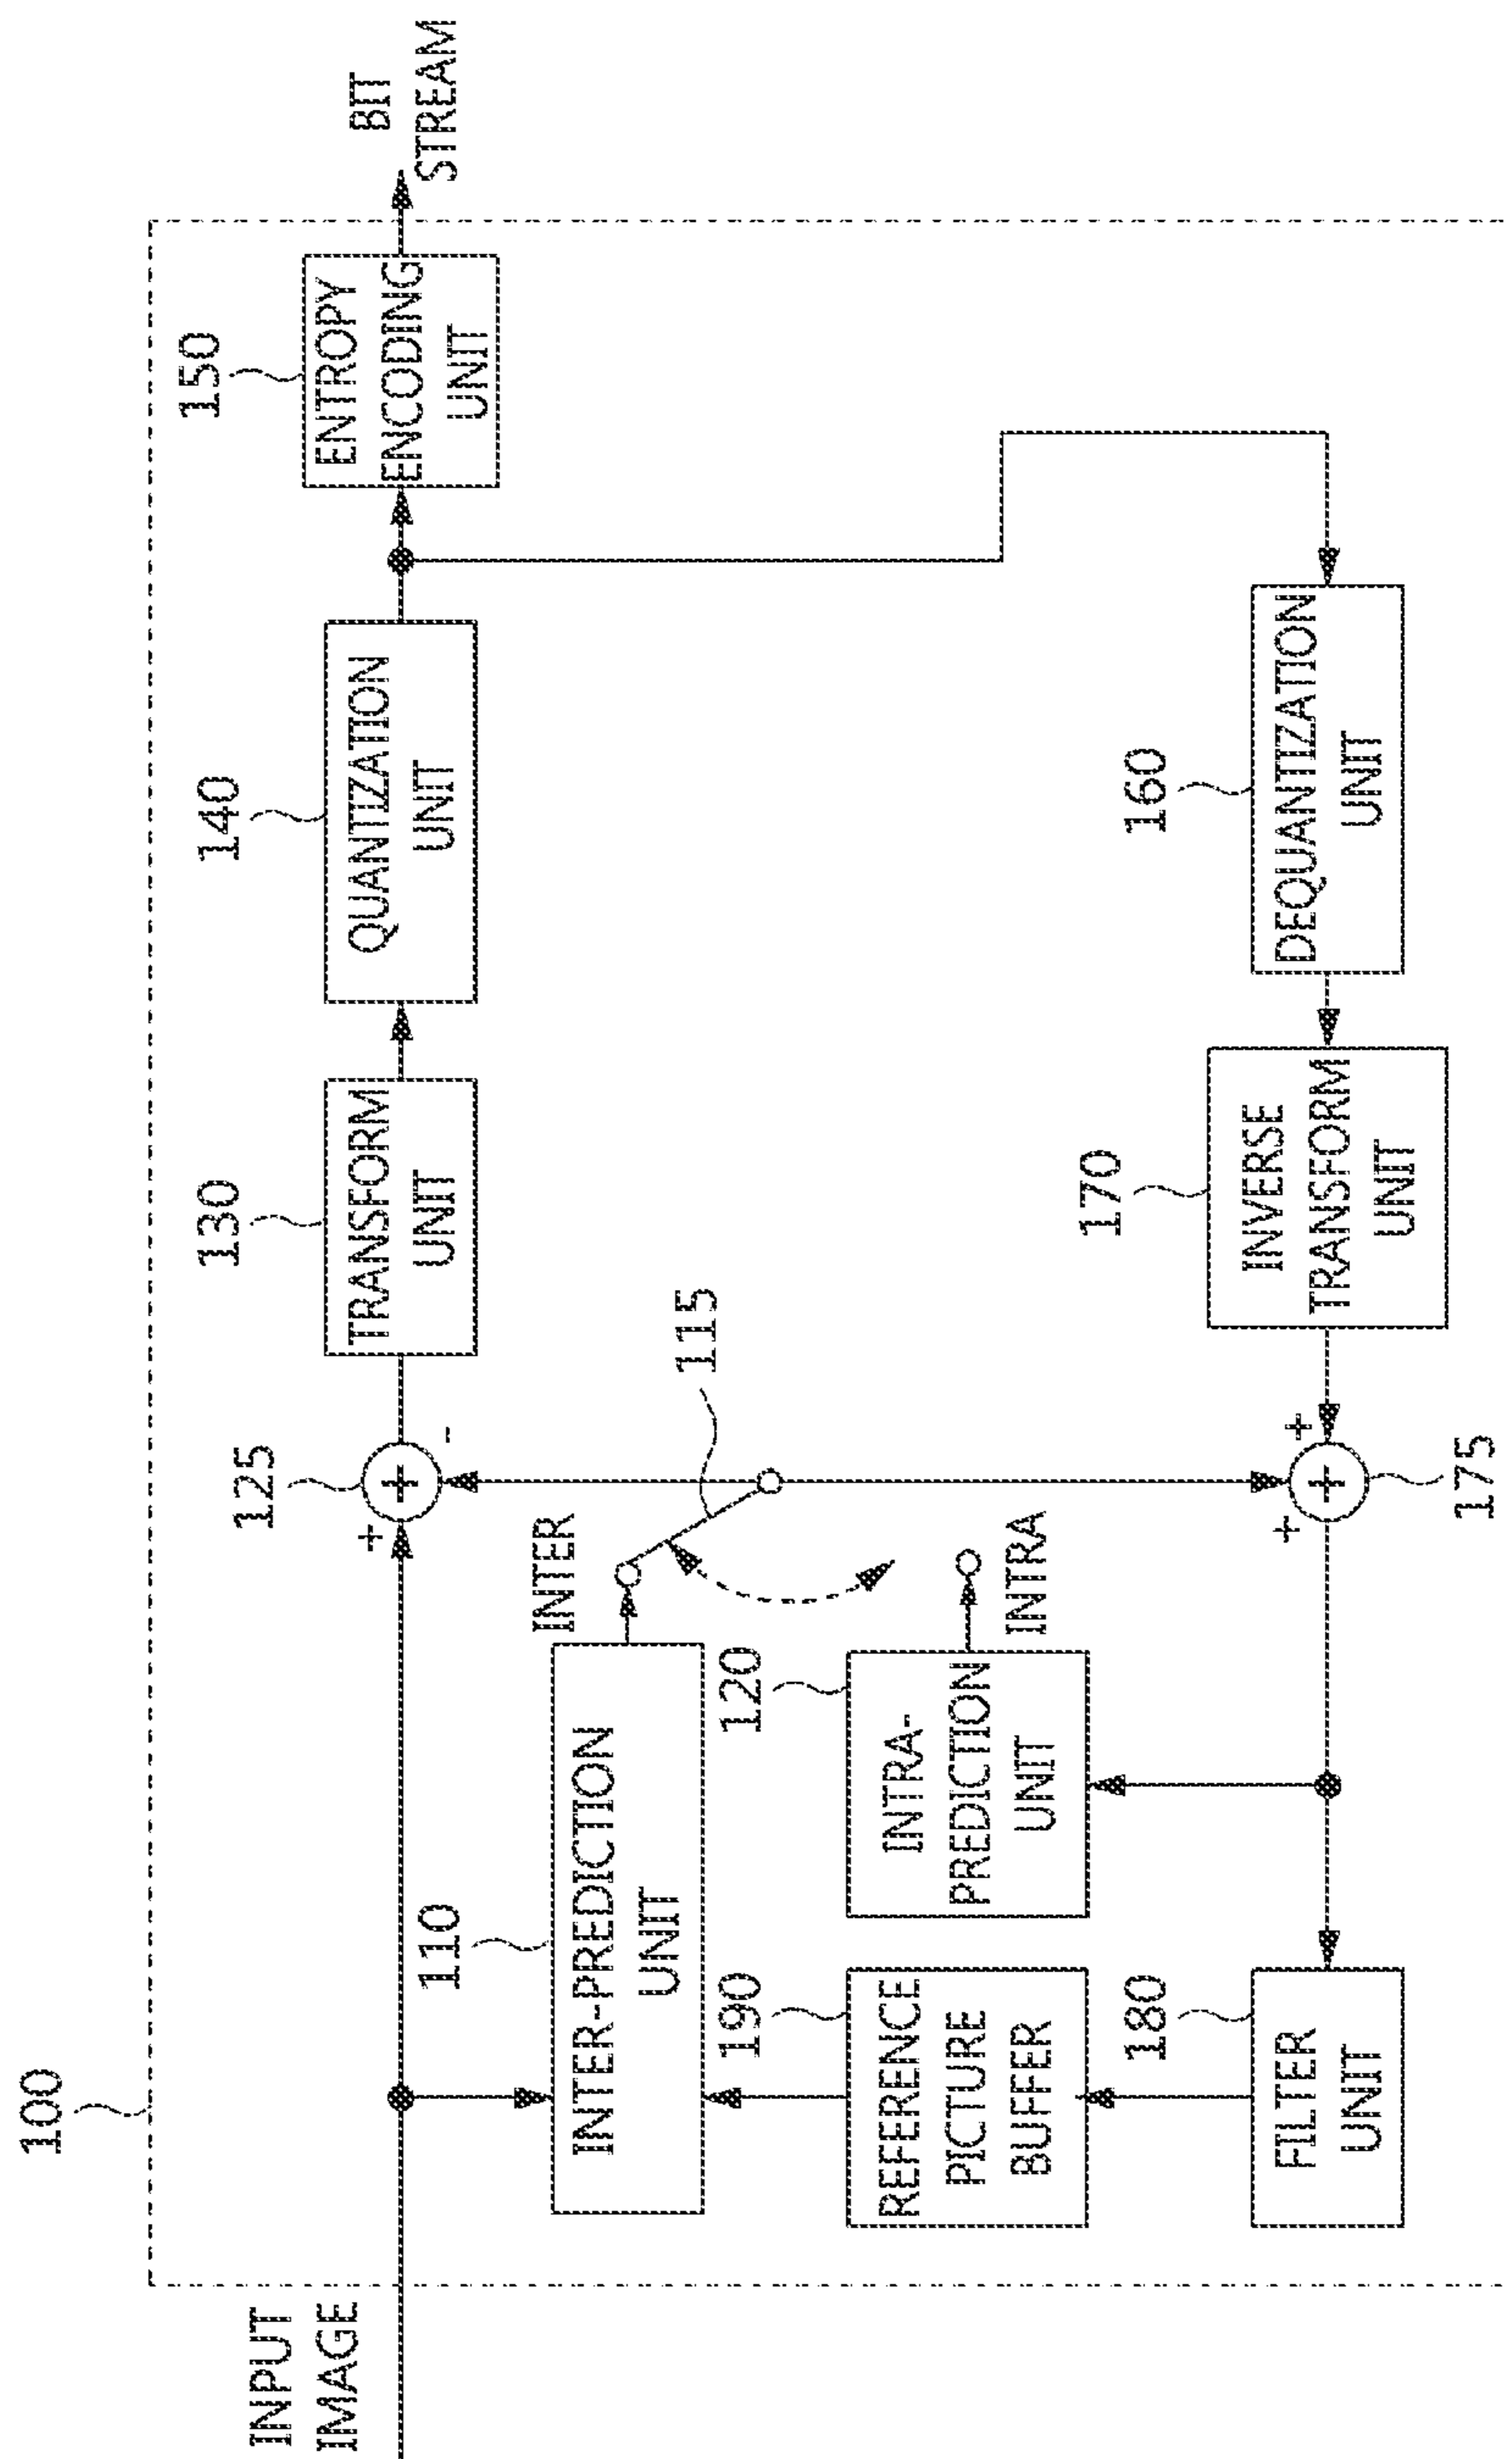 100
INPUT
IMAGE
125
+
+
-
130
TRANSFORM
UNIT
140
QUANTIZATION
UNIT
150
ENTROPY
ENCODING
UNIT
BIT
STREAM
110
INTER-PREDICTION
UNIT
INTER
115
190
REFERENCE
PICTURE
BUFFER
120
INTRA-
PREDICTION
UNIT
INTRA
180
FILTER
UNIT
+
+
+
175
170
INVERSE
TRANSFORM
UNIT
160
DEQUANTIZATION
UNIT